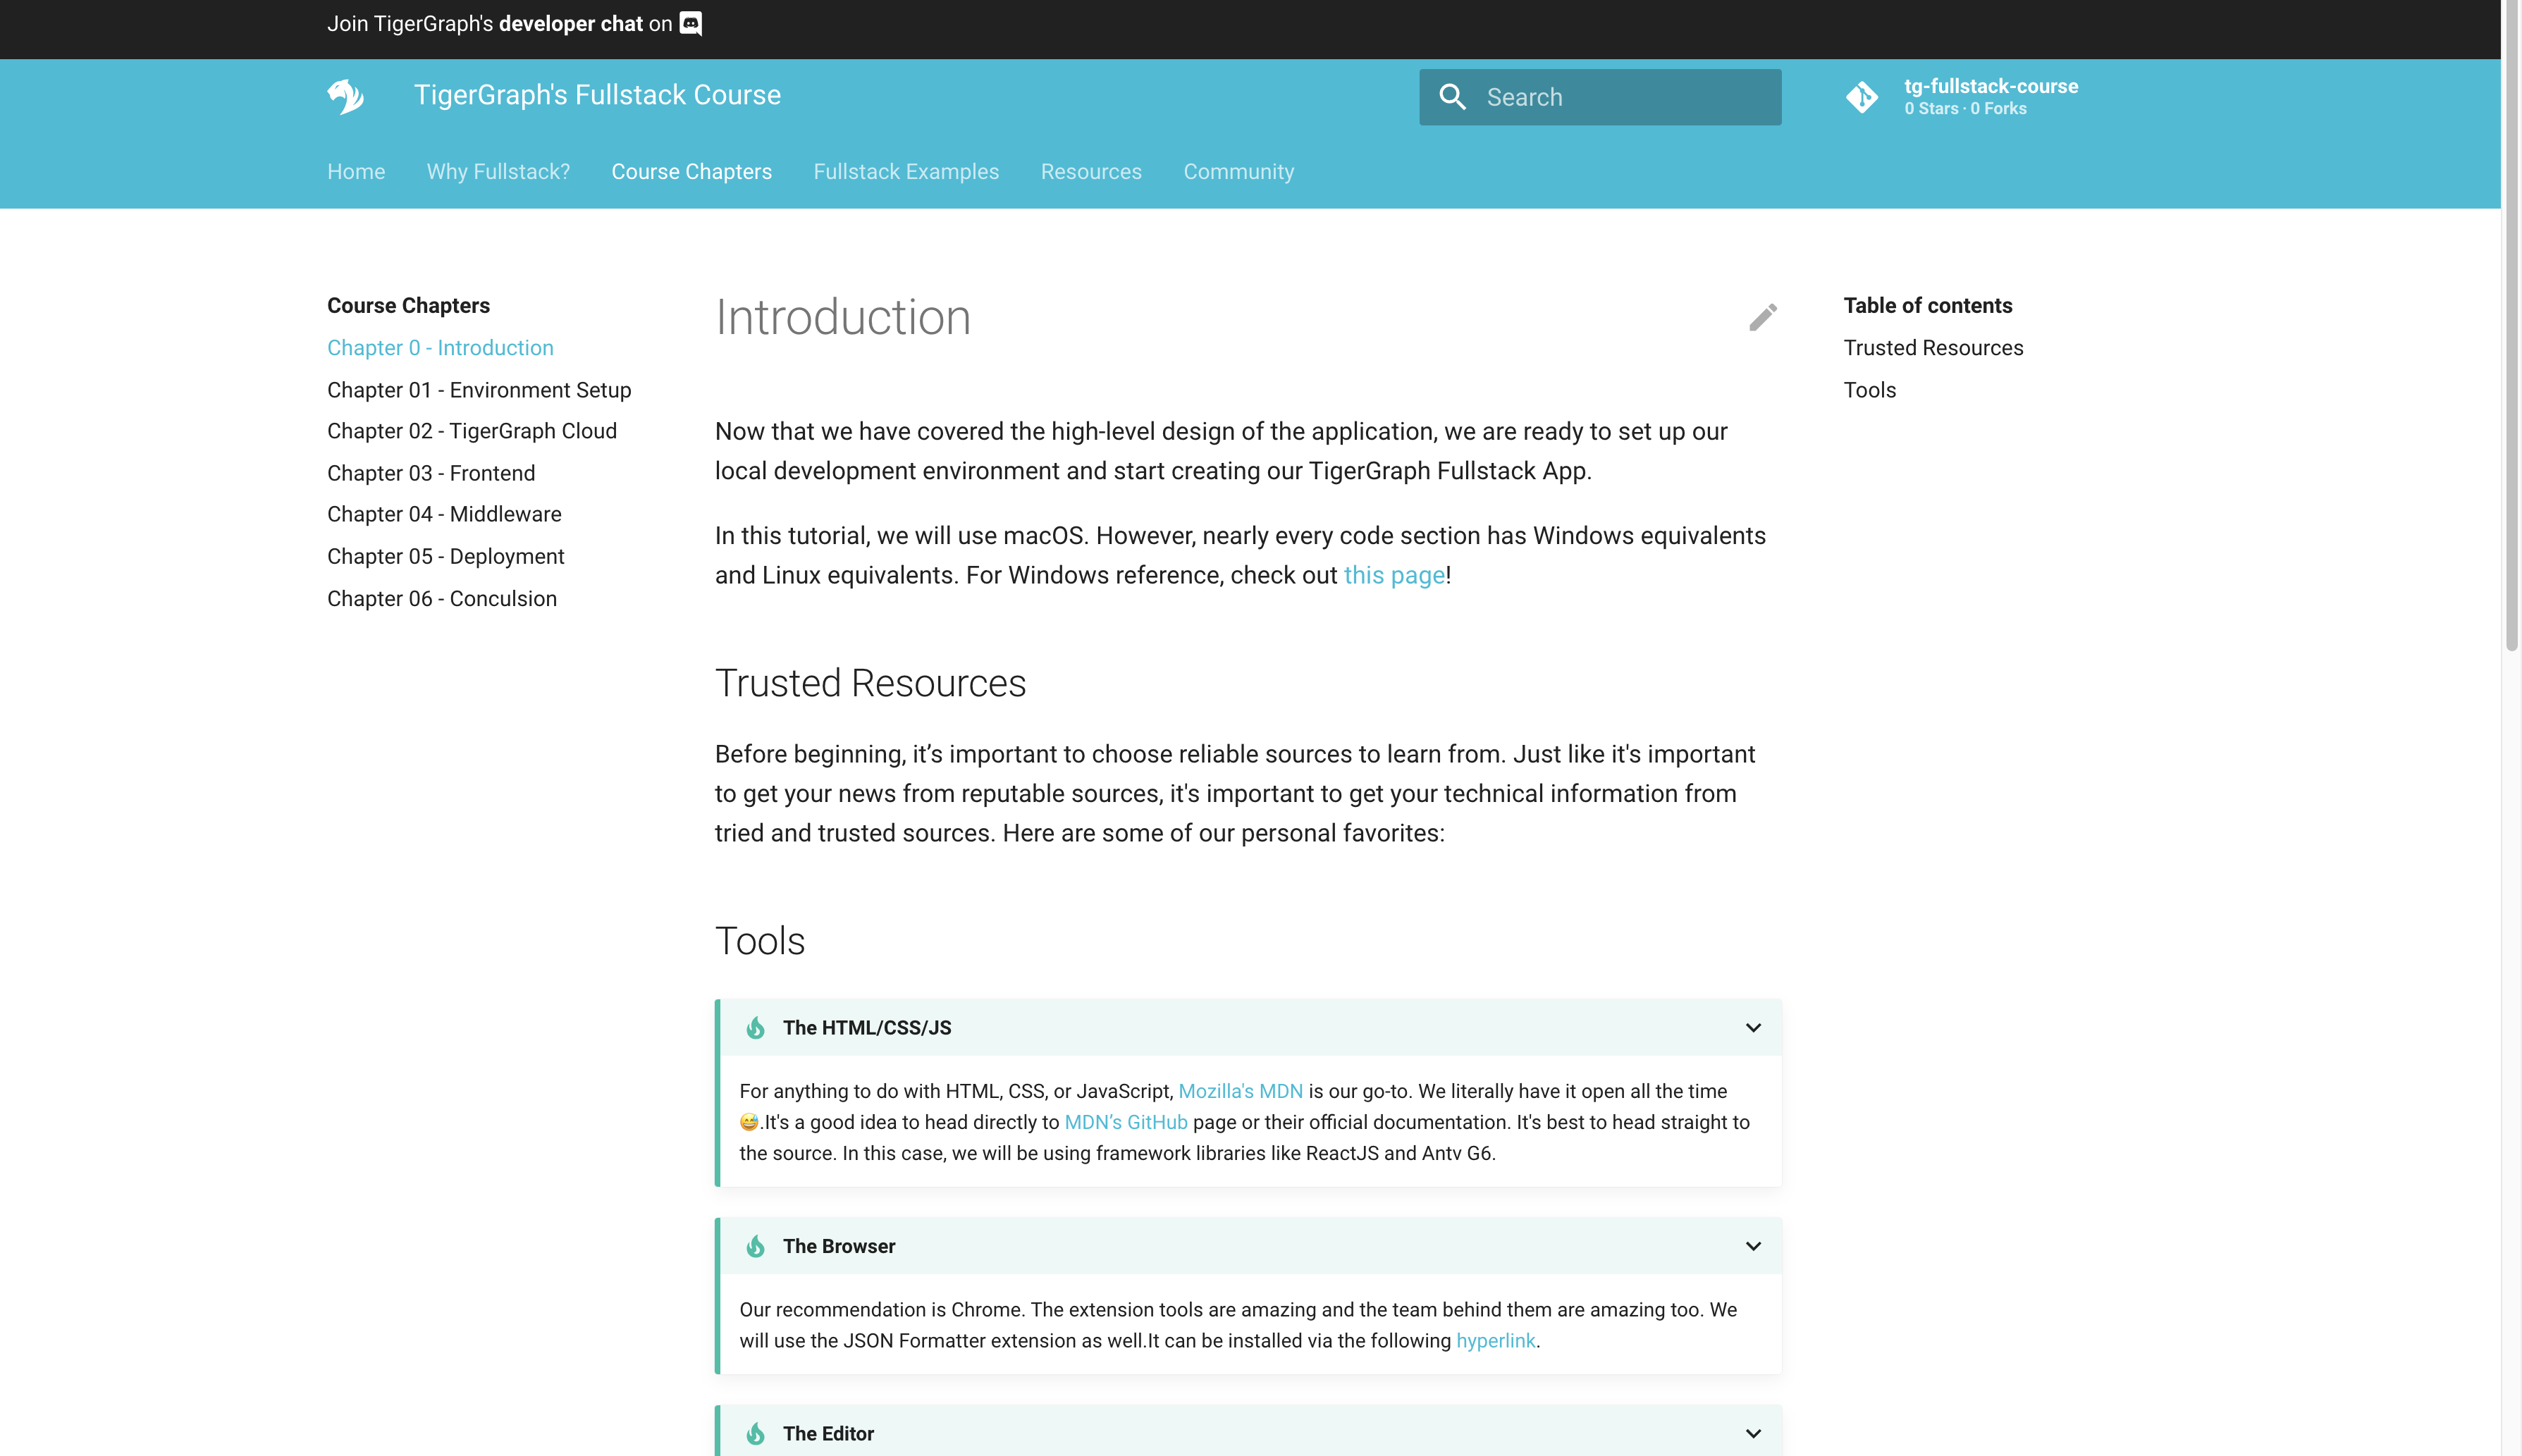 Join TigerGraph's developer chat on
TigerGraph's Fullstack Course
Search
tg-fullstack-course
0 Stars · 0 Forks
Home Why Fullstack? Course Chapters Fullstack Examples Resources Community
Course Chapters
Chapter 0 - Introduction
Chapter 01 - Environment Setup
Chapter 02 - TigerGraph Cloud
Chapter 03 - Frontend
Chapter 04 - Middleware
Chapter 05 - Deployment
Chapter 06 - Conculsion
Introduction
Now that we have covered the high-level design of the application, we are ready to set up our
local development environment and start creating our TigerGraph Fullstack App.
In this tutorial, we will use macOS. However, nearly every code section has Windows equivalents
and Linux equivalents. For Windows reference, check out this page!
Trusted Resources
Before beginning, it’s important to choose reliable sources to learn from. Just like it's important
to get your news from reputable sources, it's important to get your technical information from
tried and trusted sources. Here are some of our personal favorites:
Tools
The HTML/CSS/JS
For anything to do with HTML, CSS, or JavaScript, Mozilla's MDN is our go-to. We literally have it open all the time
😅.It's a good idea to head directly to MDN’s GitHub page or their official documentation. It's best to head straight to
the source. In this case, we will be using framework libraries like ReactJS and Antv G6.
The Browser
Our recommendation is Chrome. The extension tools are amazing and the team behind them are amazing too. We
will use the JSON Formatter extension as well.It can be installed via the following hyperlink.
The Editor
Table of contents
Trusted Resources
Tools